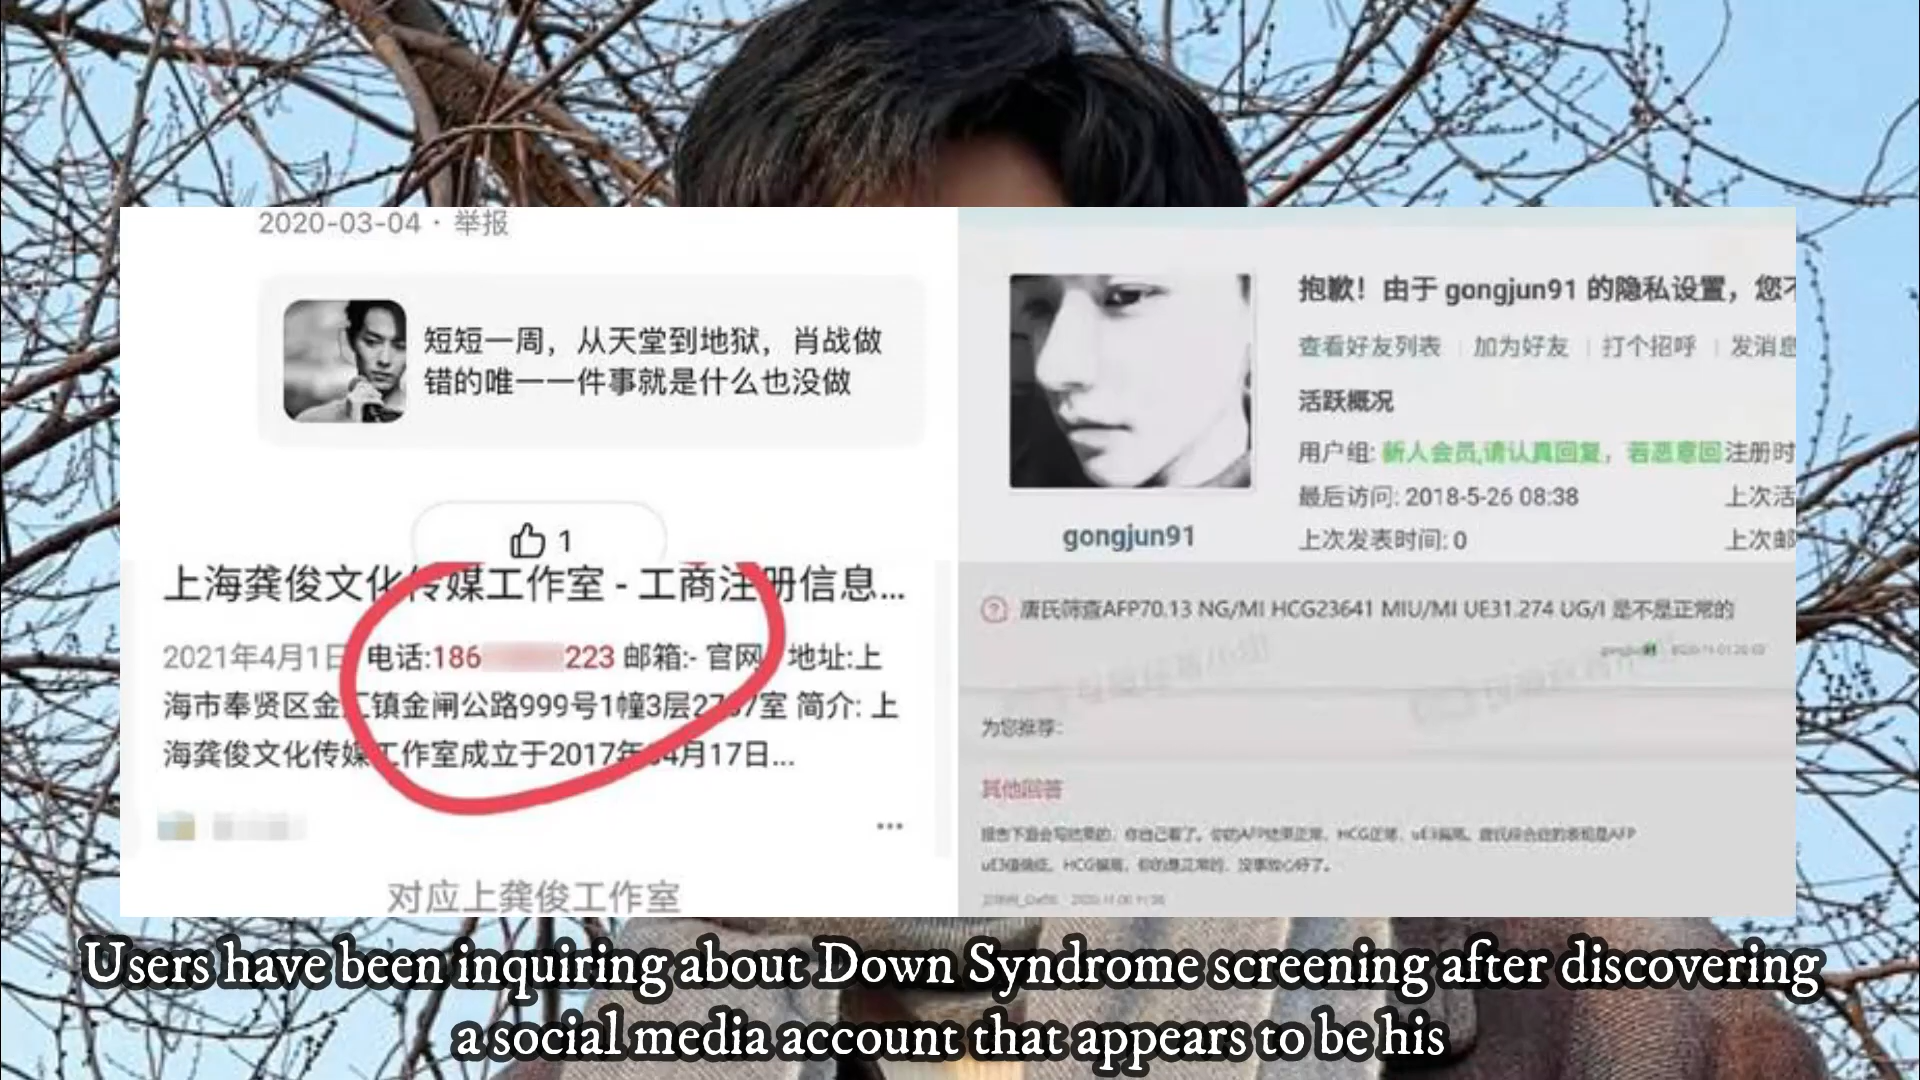 2020-03-04 · 举报
短短一周，从天堂到地狱，肖战做
错的唯一一件事就是什么也没做
1
上海龚俊文化传媒工作室 - 工商注册信息...
2021年4月1日 电话:186 223 邮箱:- 官网 地址:上
海市奉贤区金汇镇金闸公路999号1幢3层27 7室 简介: 上
海龚俊文化传媒工作室成立于2017年 4月17日...
对应上龚俊工作室
抱歉！由于 gongjun91 的隐私设置，您不
查看好友列表 | 加为好友 | 打个招呼 | 发消息
活跃概况
用户组: 新人会员,请认真回复，若恶意回 注册时
最后访问: 2018-5-26 08:38 上次活
上次发表时间: 0 上次邮
gongjun91
唐氏筛查AFP70.13 NG/MI HCG23641 MIU/MI UE31.274 UG/I 是不是正常的
为您推荐:
其他回答
Users have been inquiring about Down Syndrome screening after discovering
a social media account that appears to be his